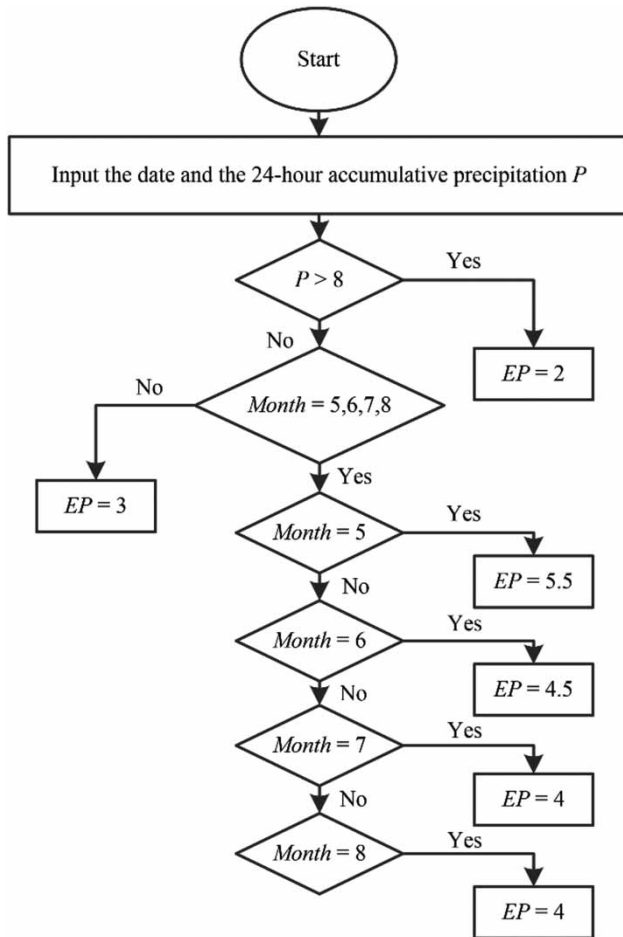 Start
Input the date and the 24-hour accumulative precipitation P
P > 8
Yes
No
EP = 2
No
Month = 5,6,7,8
Yes
EP = 3
Month = 5
Yes
EP = 5.5
No
Month = 6
Yes
EP = 4.5
No
Month = 7
Yes
EP = 4
No
Month = 8
Yes
EP = 4